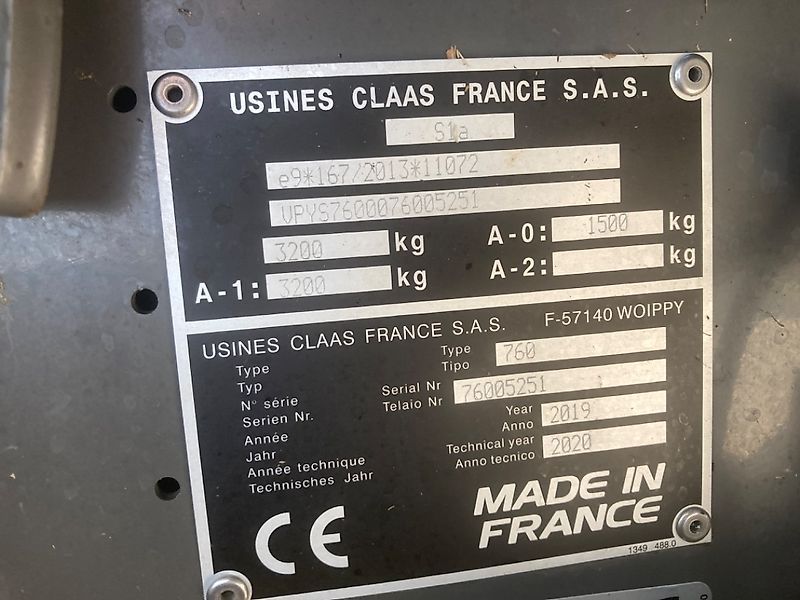 USINES CLAAS FRANCE S.A.S.
S1a
e9*167/2013*11072
VPYS7600076005251
3200 kg A-0: 1500 kg
A-1: 3200 kg A-2: kg
USINES CLAAS FRANCE S.A.S. F-57140 WOIPPY
Type Type 760
Typ Tipo
N° série Serial Nr 76005251
Serien Nr. Telaio Nr
Année Year 2019
Jahr Anno
Année technique Technical year 2020
Technisches Jahr Anno tecnico
CE MADE IN
FRANCE
1349 488.0